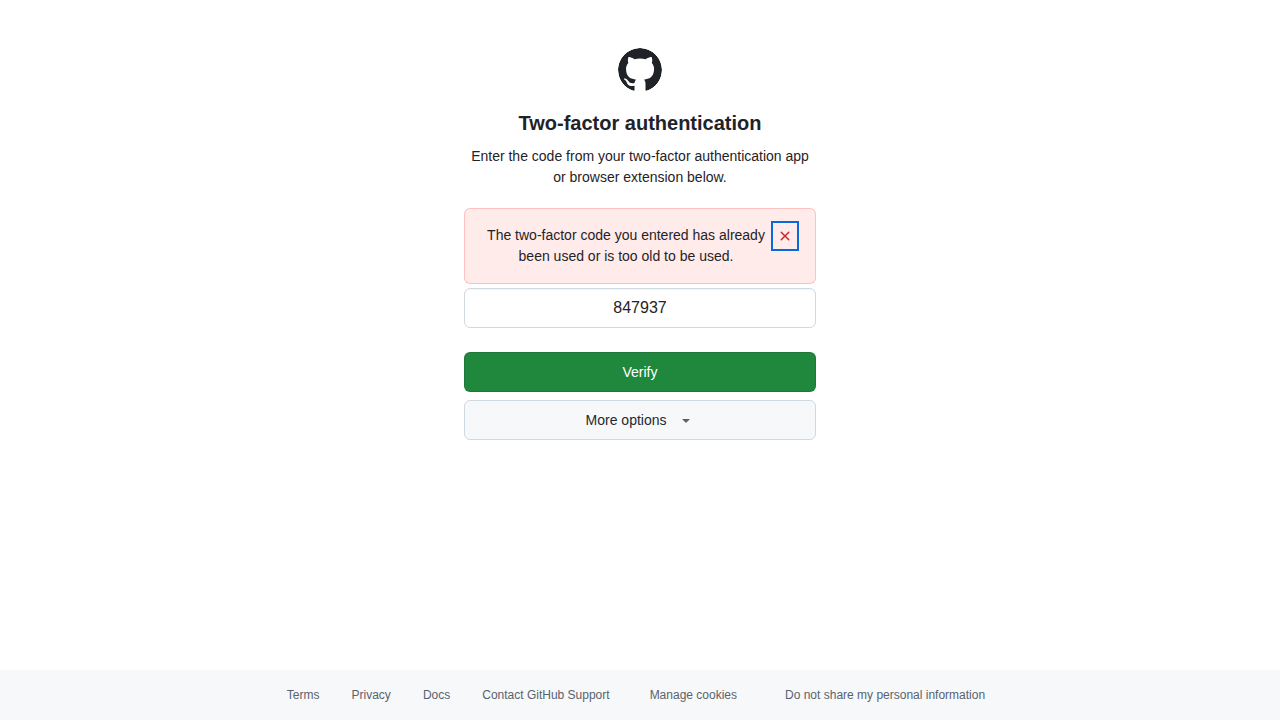 Two-factor authentication
Enter the code from your two-factor authentication app
or browser extension below.
The two-factor code you entered has already
been used or is too old to be used.
847937
Verify
More options
Terms Privacy Docs Contact GitHub Support Manage cookies Do not share my personal information